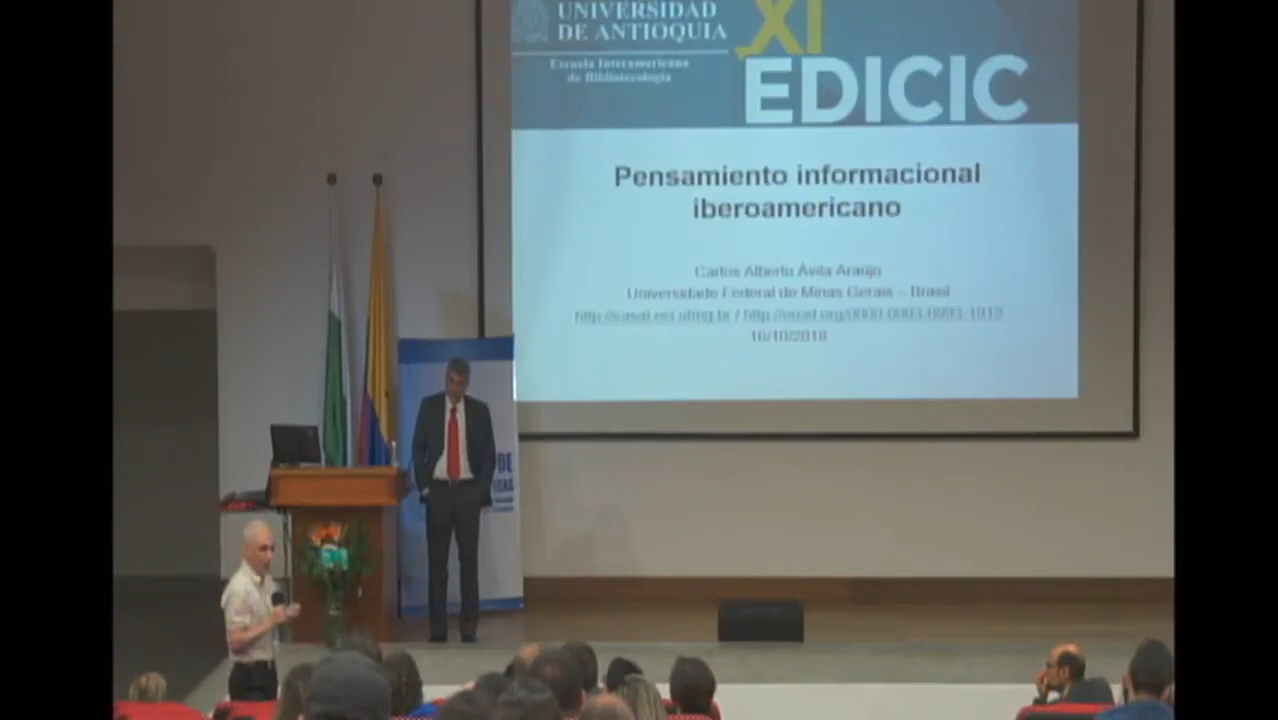 UNIVERSIDAD
DE ANTIOQUIA
Escuela Interamericana
de Bibliotecología
XI
EDICIC
Pensamiento informacional
iberoamericano
Carlos Alberto Ávila Araújo
Universidade Federal de Minas Gerais – Brasil
16/10/2018